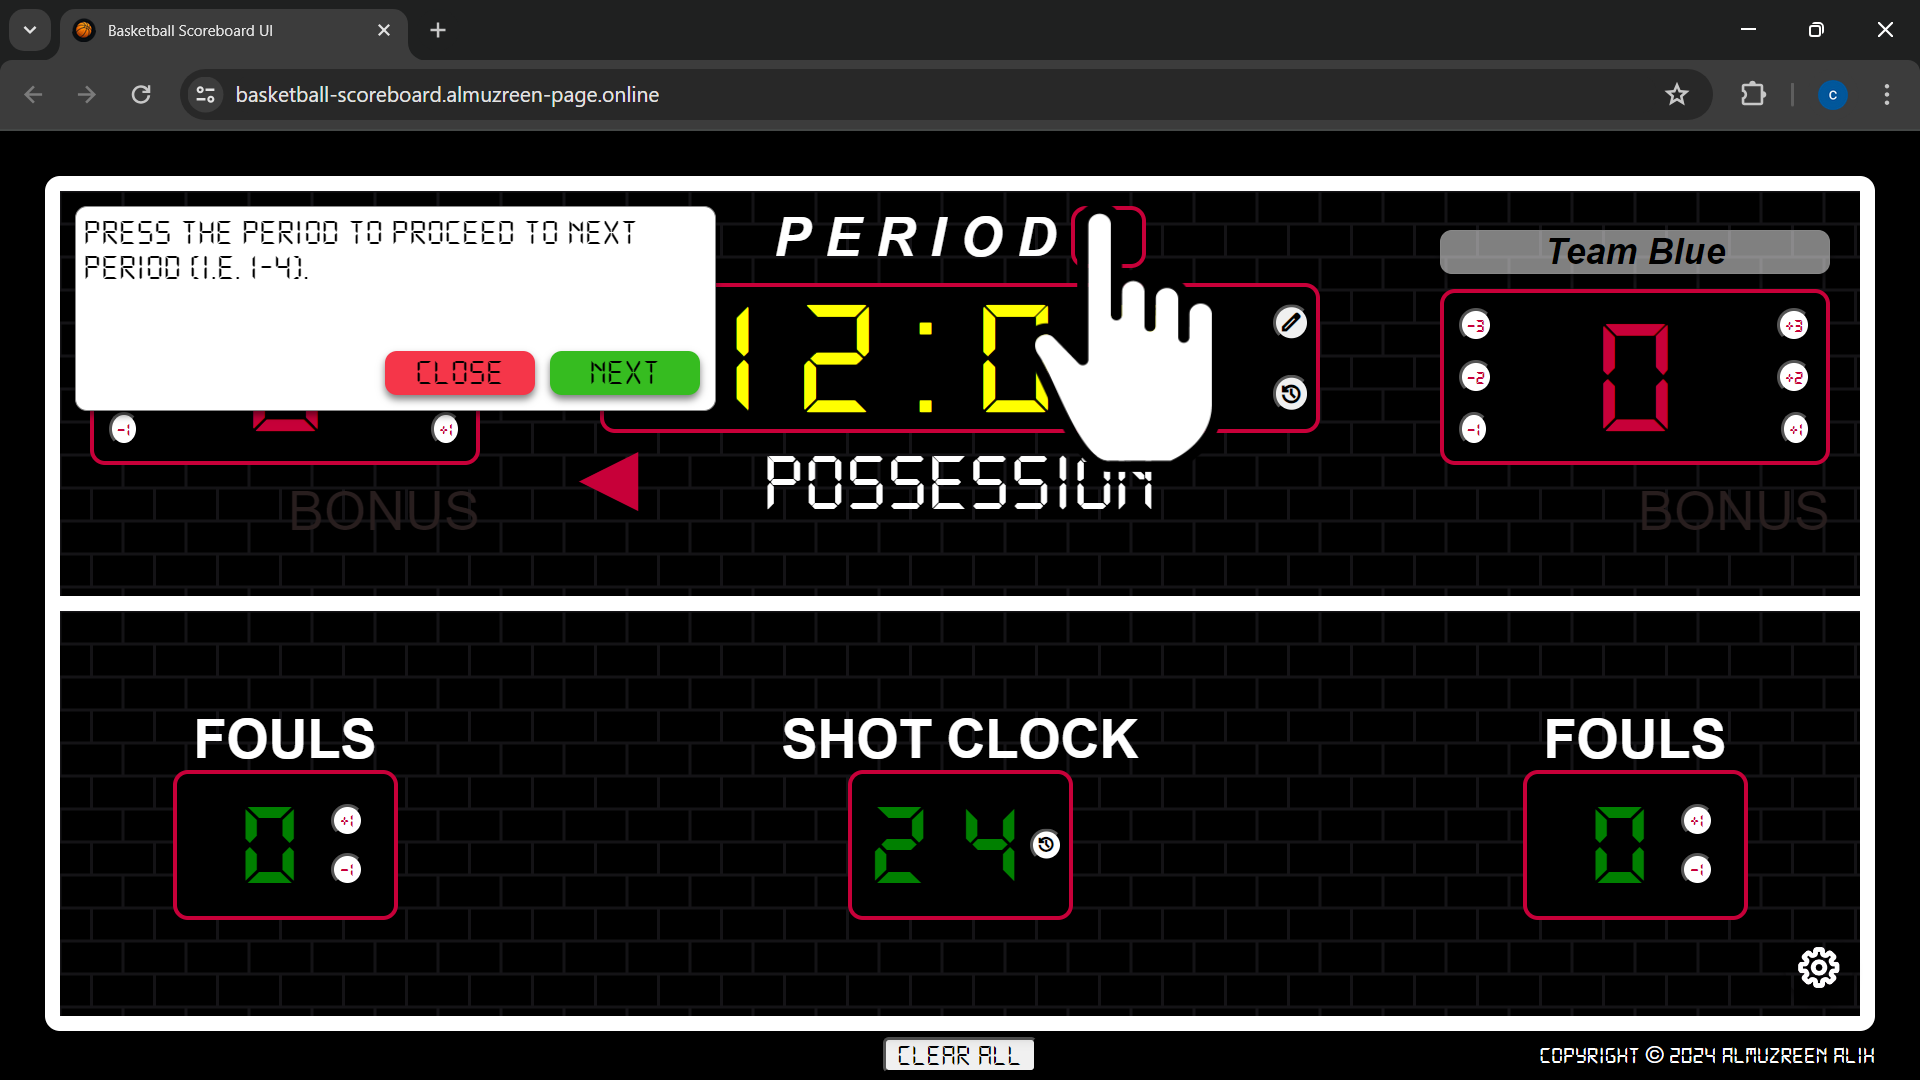 Basketball Scoreboard UI
basketball-scoreboard.almuzreen-page.online
C
PRESS THE PERIOD TO PROCEED TO NEXT
PERIOD (I.E. 1-4).
CLOSE
NEXT
PERIOD
12:0
Team Blue
-3
+3
-2
0
+2
-1
+1
-1
+1
BONUS
POSSESSION
BONUS
FOULS
SHOT CLOCK
FOULS
0
+1
-1
24
0
+1
-1
CLEAR ALL
COPYRIGHT © 2024 ALMUZREEN ALIH